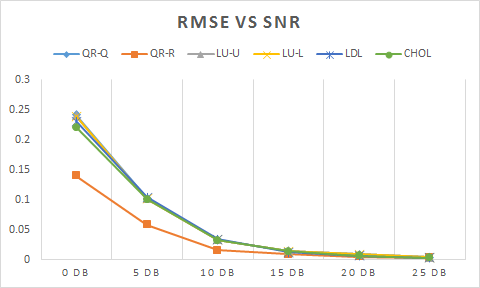 RMSE VS SNR
QR-Q QR-R LU-U LU-L LDL CHOL
0.3
0.25
0.2
0.15
0.1
0.05
0
0 DB 5 DB 10 DB 15 DB 20 DB 25 DB